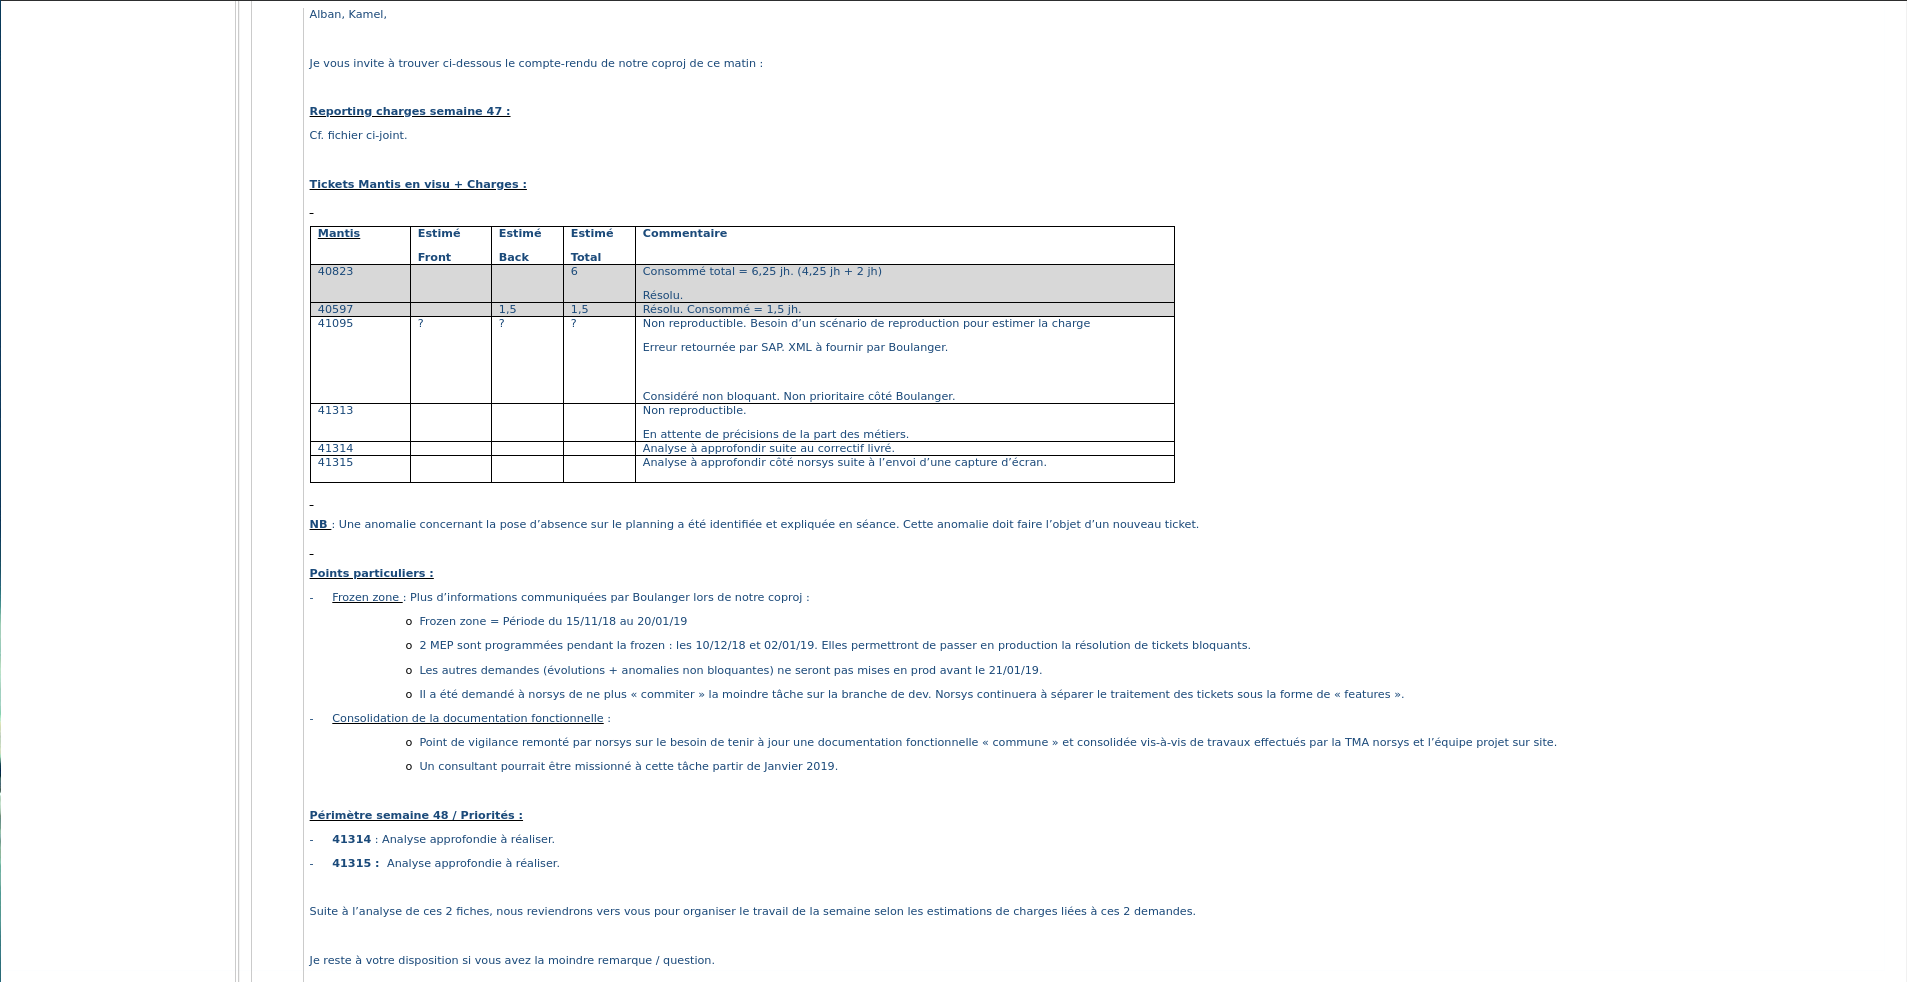 Alban, Kamel,
Je vous invite à trouver ci-dessous le compte-rendu de notre coproj de ce matin :
Reporting charges semaine 47 :
Cf. fichier ci-joint.
Tickets Mantis en visu + Charges :
Mantis Estimé Front Estimé Back Estimé Total Commentaire
40823 6 Consommé total = 6,25 jh. (4,25 jh + 2 jh)
Résolu.
40597 1,5 1,5 Résolu. Consommé = 1,5 jh.
41095 ? ? ? Non reproductible. Besoin d’un scénario de reproduction pour estimer la charge
Erreur retournée par SAP. XML à fournir par Boulanger.
Considéré non bloquant. Non prioritaire côté Boulanger.
41313 Non reproductible.
En attente de précisions de la part des métiers.
41314 Analyse à approfondir suite au correctif livré.
41315 Analyse à approfondir côté norsys suite à l’envoi d’une capture d’écran.
NB : Une anomalie concernant la pose d’absence sur le planning a été identifiée et expliquée en séance. Cette anomalie doit faire l’objet d’un nouveau ticket.
Points particuliers :
- Frozen zone : Plus d’informations communiquées par Boulanger lors de notre coproj :
o Frozen zone = Période du 15/11/18 au 20/01/19
o 2 MEP sont programmées pendant la frozen : les 10/12/18 et 02/01/19. Elles permettront de passer en production la résolution de tickets bloquants.
o Les autres demandes (évolutions + anomalies non bloquantes) ne seront pas mises en prod avant le 21/01/19.
o Il a été demandé à norsys de ne plus « commiter » la moindre tâche sur la branche de dev. Norsys continuera à séparer le traitement des tickets sous la forme de « features ».
- Consolidation de la documentation fonctionnelle :
o Point de vigilance remonté par norsys sur le besoin de tenir à jour une documentation fonctionnelle « commune » et consolidée vis-à-vis de travaux effectués par la TMA norsys et l’équipe projet sur site.
o Un consultant pourrait être missionné à cette tâche partir de Janvier 2019.
Périmètre semaine 48 / Priorités :
- 41314 : Analyse approfondie à réaliser.
- 41315 : Analyse approfondie à réaliser.
Suite à l’analyse de ces 2 fiches, nous reviendrons vers vous pour organiser le travail de la semaine selon les estimations de charges liées à ces 2 demandes.
Je reste à votre disposition si vous avez la moindre remarque / question.